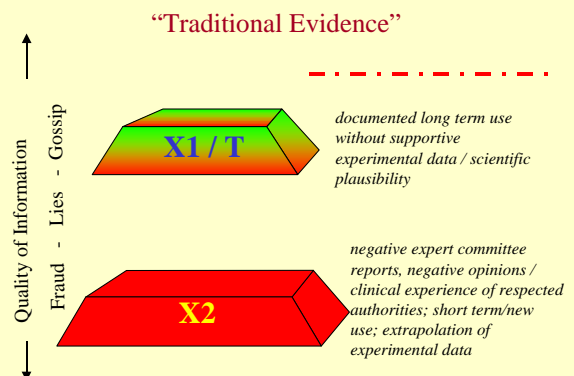 “Traditional Evidence”
Quality of Information
Fraud - Lies - Gossip
X1 / T
documented long term use
without supportive
experimental data / scientific
plausibility
X2
negative expert committee
reports, negative opinions /
clinical experience of respected
authorities; short term/new
use; extrapolation of
experimental data